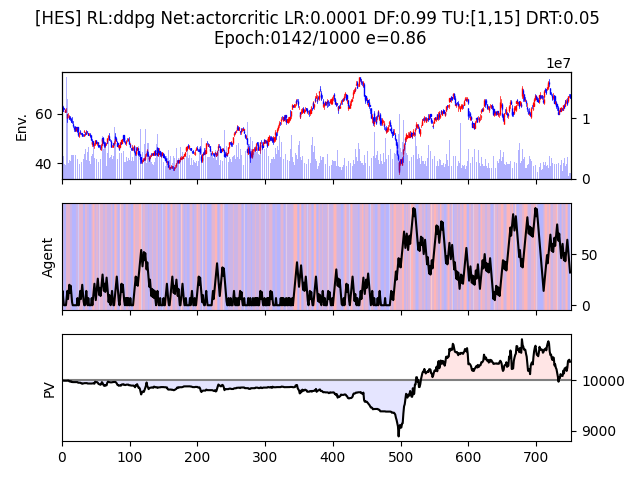 [HES] RL:ddpg Net:actorcritic LR:0.0001 DF:0.99 TU:[1,15] DRT:0.05
Epoch:0142/1000 e=0.86
1e7
Env.
60
40
1
0
Agent
50
0
PV
10000
9000
0 100 200 300 400 500 600 700